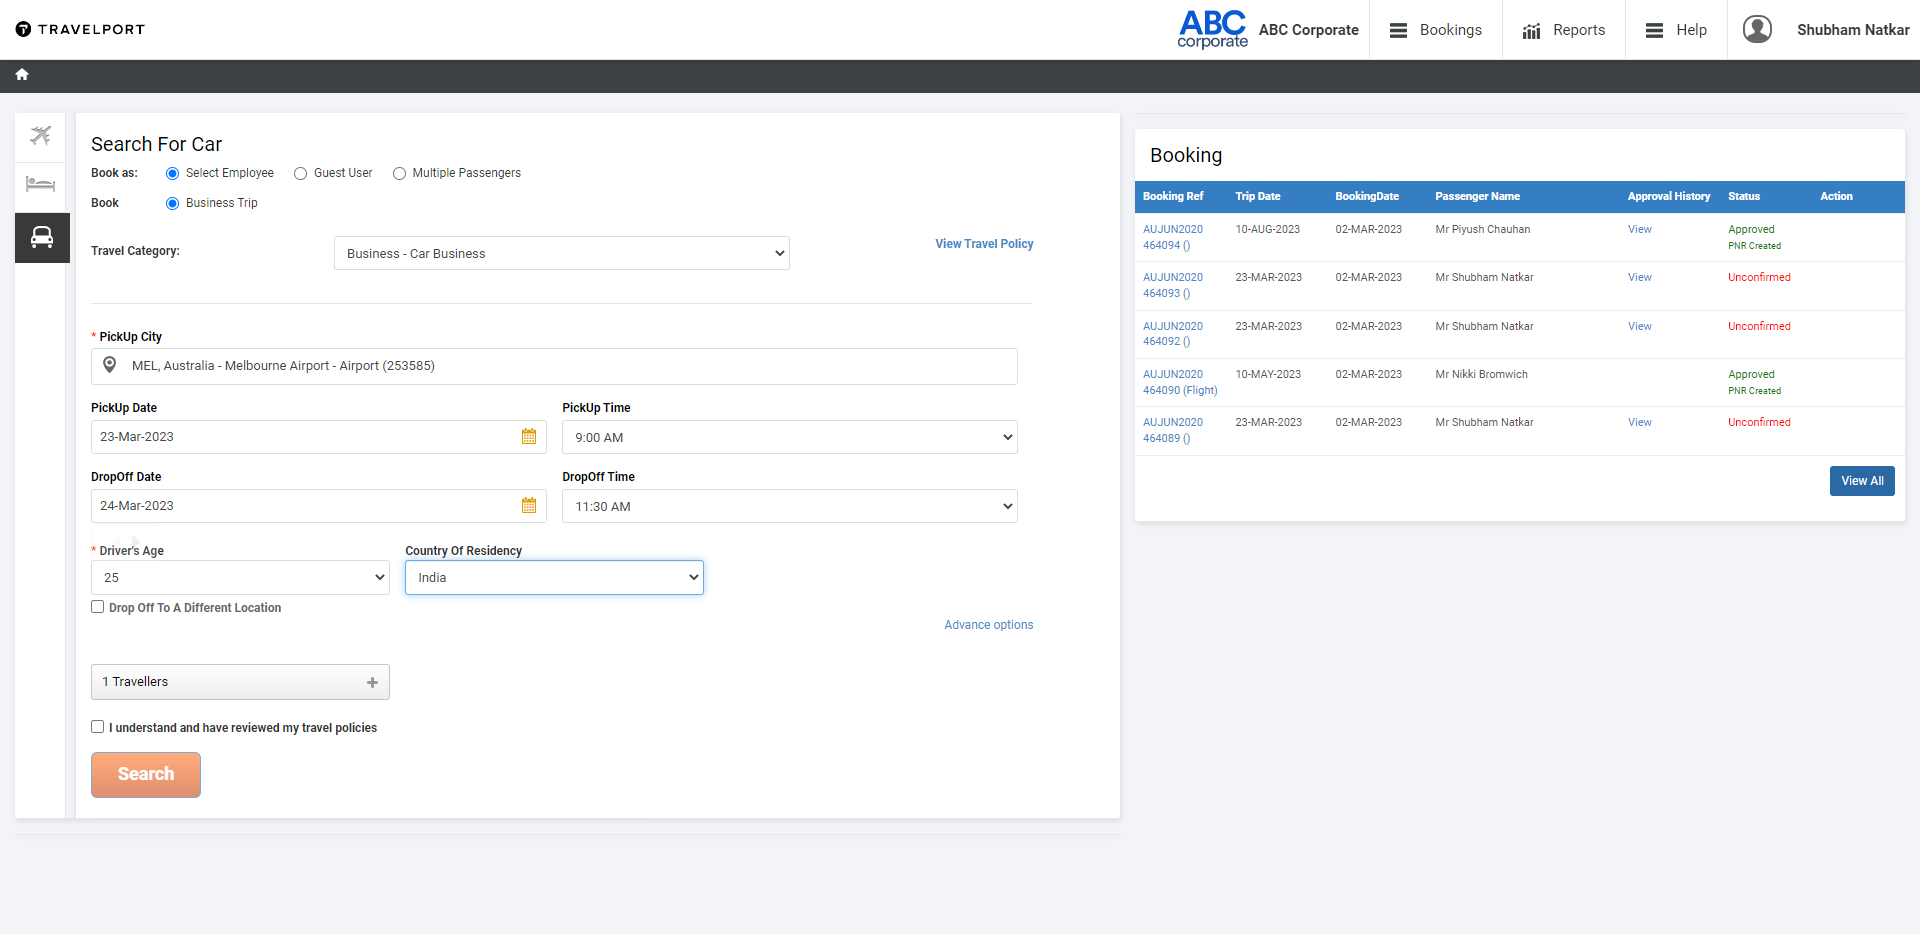 TRAVELPORT
ABC
corporate
ABC Corporate
Bookings
Reports
Help
Shubham Natkar
Search For Car
Book as: Select Employee Guest User Multiple Passengers
Book Business Trip
Travel Category: Business - Car Business View Travel Policy
* PickUp City
MEL, Australia - Melbourne Airport - Airport (253585)
PickUp Date PickUp Time
23-Mar-2023 9:00 AM
DropOff Date DropOff Time
24-Mar-2023 11:30 AM
* Driver's Age Country Of Residency
25 India
Drop Off To A Different Location
Advance options
1 Travellers
I understand and have reviewed my travel policies
Search
Booking
Booking Ref Trip Date BookingDate Passenger Name Approval History Status Action
AUJUN2020 10-AUG-2023 02-MAR-2023 Mr Piyush Chauhan View Approved
464094 () PNR Created
AUJUN2020 23-MAR-2023 02-MAR-2023 Mr Shubham Natkar View Unconfirmed
464093 ()
AUJUN2020 23-MAR-2023 02-MAR-2023 Mr Shubham Natkar View Unconfirmed
464092 ()
AUJUN2020 10-MAY-2023 02-MAR-2023 Mr Nikki Bromwich Approved
464090 (Flight) PNR Created
AUJUN2020 23-MAR-2023 02-MAR-2023 Mr Shubham Natkar View Unconfirmed
464089 ()
View All